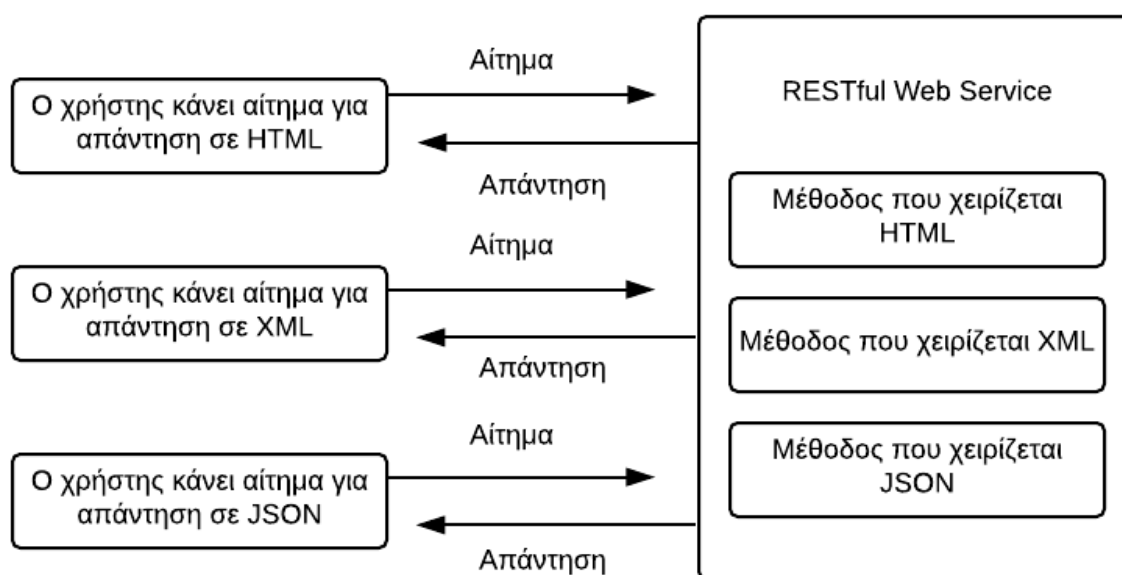 Αίτημα
Ο χρήστης κάνει αίτημα για
απάντηση σε HTML
Απάντηση
Αίτημα
Ο χρήστης κάνει αίτημα για
απάντηση σε XML
Απάντηση
Αίτημα
Ο χρήστης κάνει αίτημα για
απάντηση σε JSON
Απάντηση
RESTful Web Service
Μέθοδος που χειρίζεται
HTML
Μέθοδος που χειρίζεται XML
Μέθοδος που χειρίζεται
JSON